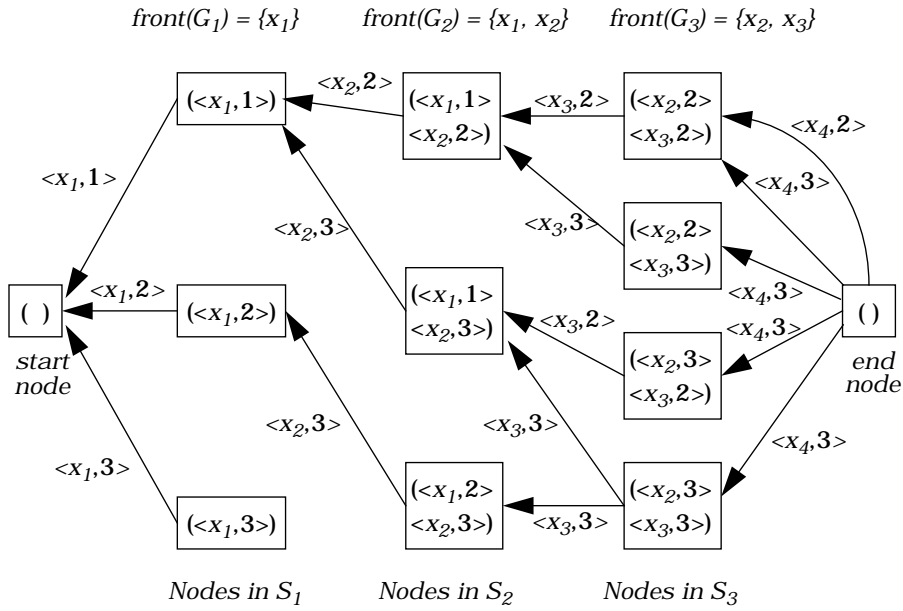 front(G1) = {x1}
front(G2) = {x1, x2}
front(G3) = {x2, x3}
(<x1,1>)
<x2,2>
(<x1,1>
<x2,2>)
<x3,2>
(<x2,2>
<x3,2>)
<x4,2>
<x1,1>
<x2,3>
<x3,3>
<x4,3>
(<x2,2>
<x3,3>)
<x4,3>
( )
start
node
<x1,2>
(<x1,2>)
(<x1,1>
<x2,3>)
<x3,2>
(<x2,3>
<x3,2>)
<x4,3>
( )
end
node
<x1,3>
<x2,3>
<x3,3>
<x4,3>
(<x1,3>)
(<x1,2>
<x2,3>)
<x3,3>
(<x2,3>
<x3,3>)
Nodes in S1
Nodes in S2
Nodes in S3